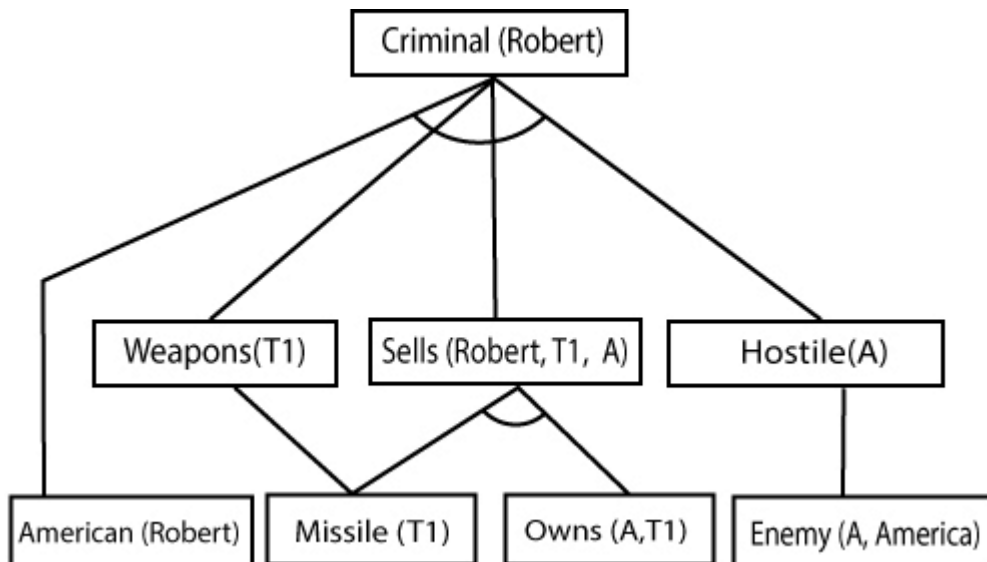 Criminal (Robert)
Weapons(T1)
Sells (Robert, T1, A)
Hostile(A)
American (Robert)
Missile (T1)
Owns (A,T1)
Enemy (A, America)